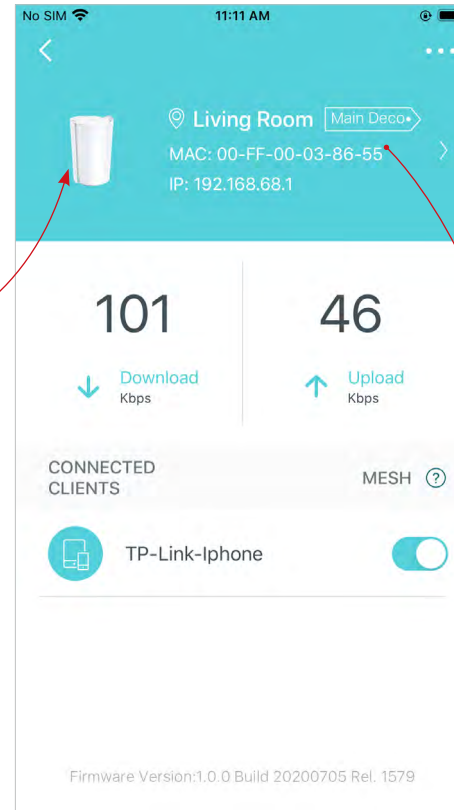 No SIM 11:11 AM
Living Room Main Deco
MAC: 00-FF-00-03-86-55
IP: 192.168.68.1
101 46
Download Upload
Kbps Kbps
CONNECTED
CLIENTS
MESH ?
TP-Link-Iphone
Firmware Version:1.0.0 Build 20200705 Rel. 1579